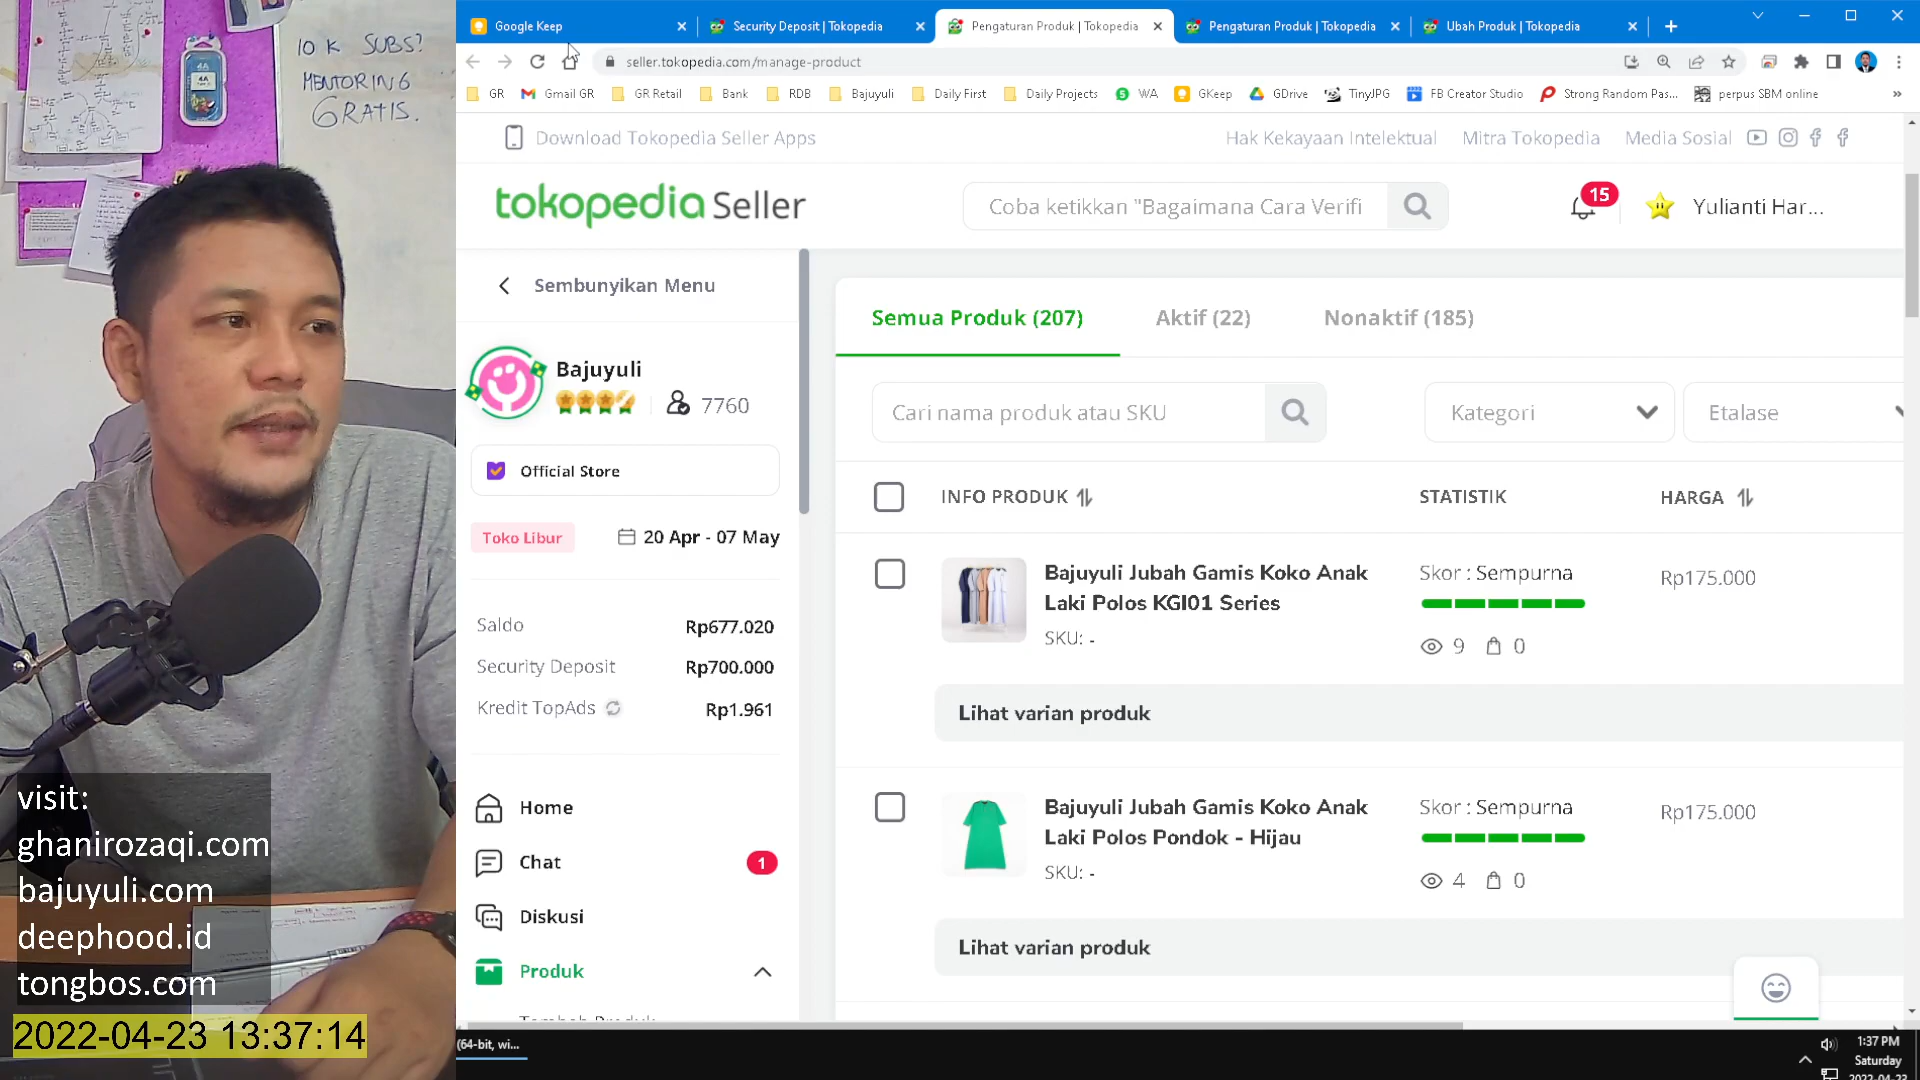 10 K SUBS?
MENTORING
GRATIS.
4A
visit:
ghanirozaqi.com
bajuyuli.com
deephood.id
tongbos.com
2022-04-23 13:37:14
Google Keep
Security Deposit | Tokopedia
Pengaturan Produk | Tokopedia
Pengaturan Produk | Tokopedia
Ubah Produk | Tokopedia
seller.tokopedia.com/manage-product
GR
Gmail GR
GR Retail
Bank
RDB
Bajuyuli
Daily First
Daily Projects
WA
GKeep
GDrive
TinyJPG
FB Creator Studio
Strong Random Pas...
perpus SBM online
Download Tokopedia Seller Apps
Hak Kekayaan Intelektual
Mitra Tokopedia
Media Sosial
tokopedia Seller
Coba ketikkan "Bagaimana Cara Verifi
15
Yulianti Har...
Sembunyikan Menu
Bajuyuli
7760
Official Store
Toko Libur
20 Apr - 07 May
Saldo
Rp677.020
Security Deposit
Rp700.000
Kredit TopAds
Rp1.961
Home
Chat
1
Diskusi
Produk
Tambah Produk
Semua Produk (207)
Aktif (22)
Nonaktif (185)
Cari nama produk atau SKU
Kategori
Etalase
INFO PRODUK
STATISTIK
HARGA
Bajuyuli Jubah Gamis Koko Anak
Laki Polos KGI01 Series
SKU: -
Skor : Sempurna
9
0
Rp175.000
Lihat varian produk
Bajuyuli Jubah Gamis Koko Anak
Laki Polos Pondok - Hijau
SKU: -
Skor : Sempurna
4
0
Rp175.000
Lihat varian produk
(64-bit, wi...
1:37 PM
Saturday
2022-04-23